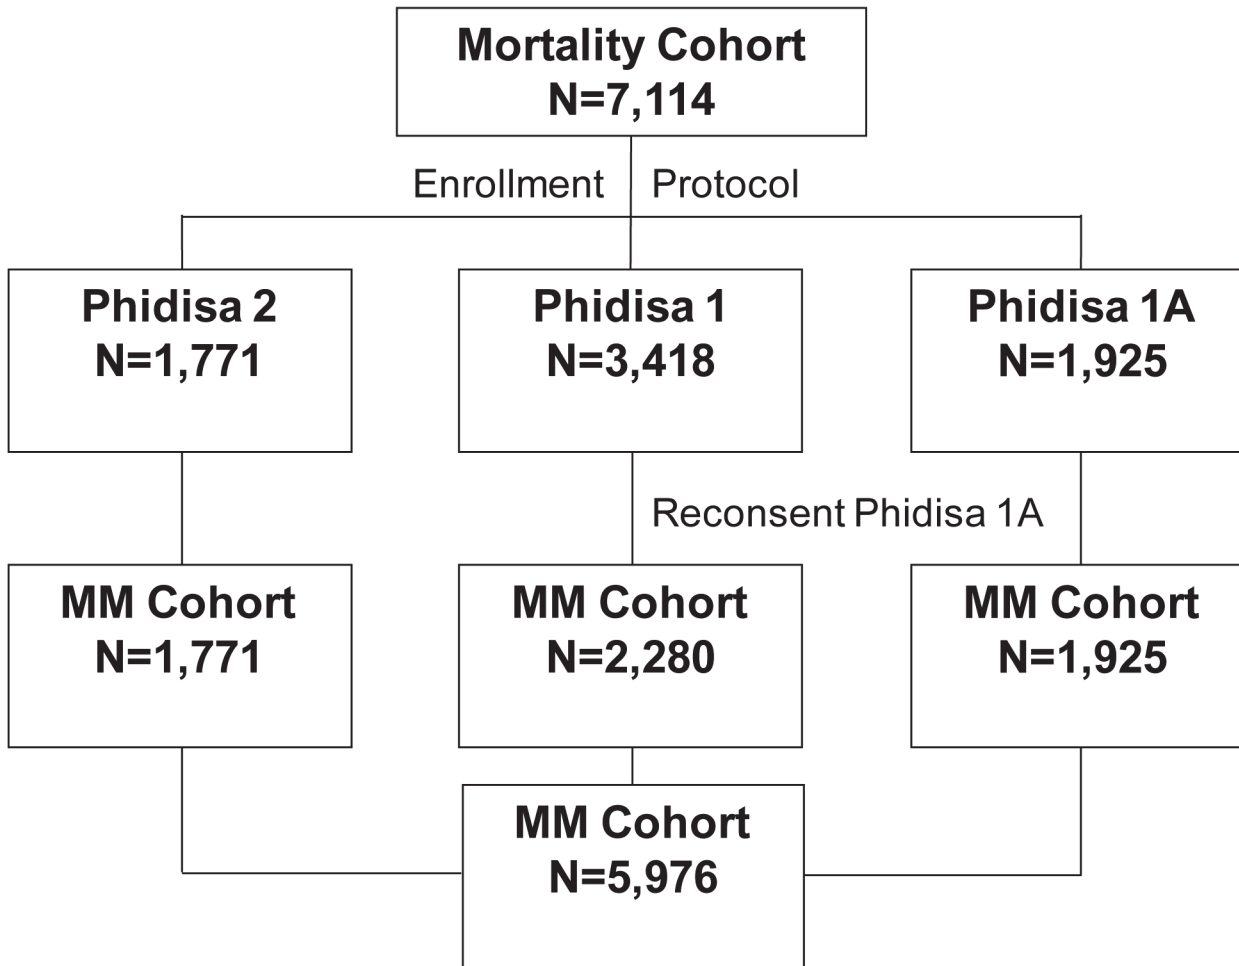 Mortality Cohort
N=7,114
Enrollment Protocol
Phidisa 2
N=1,771
Phidisa 1
N=3,418
Phidisa 1A
N=1,925
Reconsent Phidisa 1A
MM Cohort
N=1,771
MM Cohort
N=2,280
MM Cohort
N=1,925
MM Cohort
N=5,976